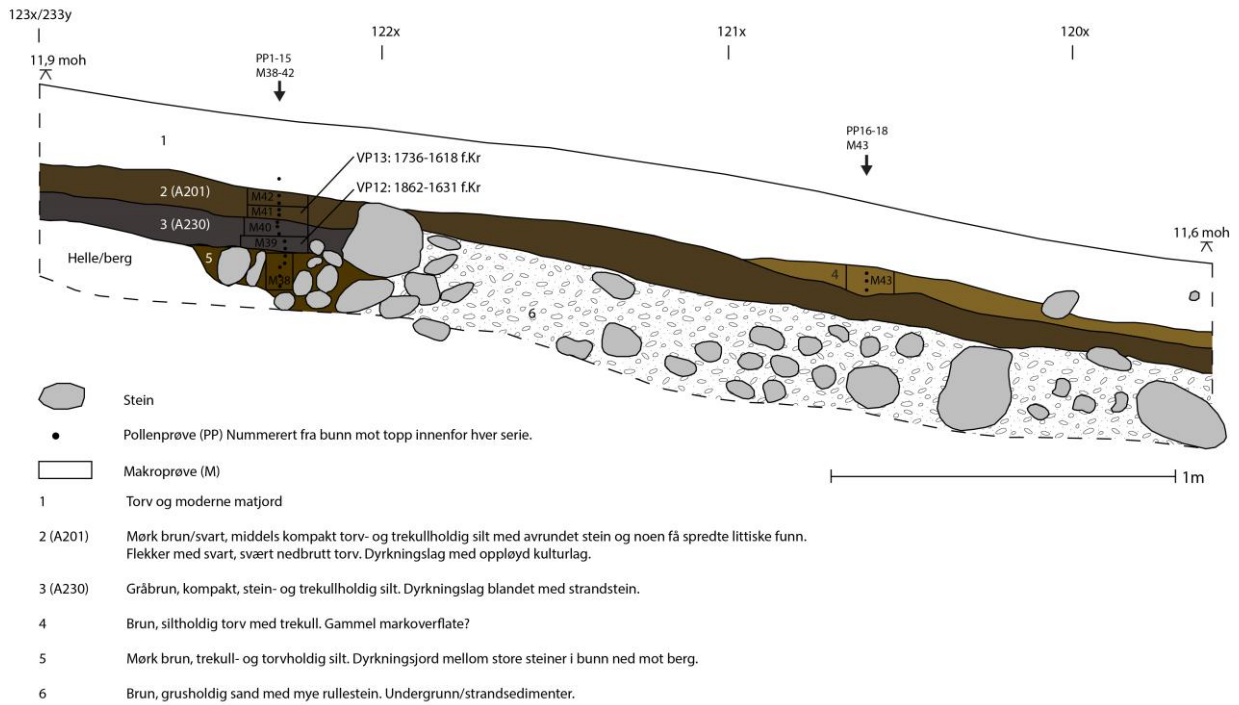 123x/233y
122x
121x
120x
11,9 moh
PP1-15
M38-42
PP16-18
M43
1
VP13: 1736-1618 f.Kr
VP12: 1862-1631 f.Kr
2 (A201)
M42
M41
3 (A230)
M40
M39
11,6 moh
Helle/berg
5
M38
4
M43
6
Stein
Pollenprøve (PP) Nummerert fra bunn mot topp innenfor hver serie.
Makroprøve (M)
1m
1 Torv og moderne matjord
2 (A201) Mørk brun/svart, middels kompakt torv- og trekullholdig silt med avrundet stein og noen få spredte littiske funn.
Flekker med svart, svært nedbrutt torv. Dyrkningslag med oppløyd kulturlag.
3 (A230) Gråbrun, kompakt, stein- og trekullholdig silt. Dyrkningslag blandet med strandstein.
4 Brun, siltholdig torv med trekull. Gammel markoverflate?
5 Mørk brun, trekull- og torvholdig silt. Dyrkningsjord mellom store steiner i bunn ned mot berg.
6 Brun, grusholdig sand med mye rullestein. Undergrunn/strandsedimenter.